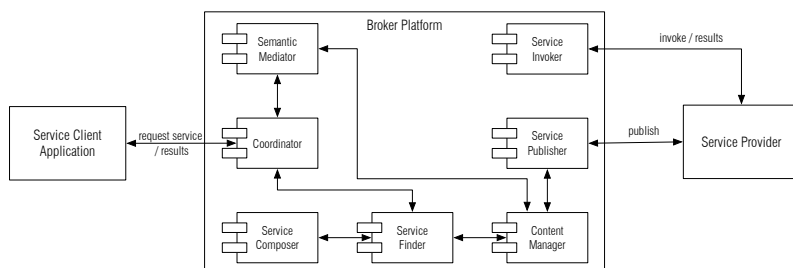 Broker Platform
Semantic
Mediator
Service
Invoker
invoke / results
Service Client
Application
request service
/ results
Coordinator
Service
Publisher
publish
Service Provider
Service
Composer
Service
Finder
Content
Manager